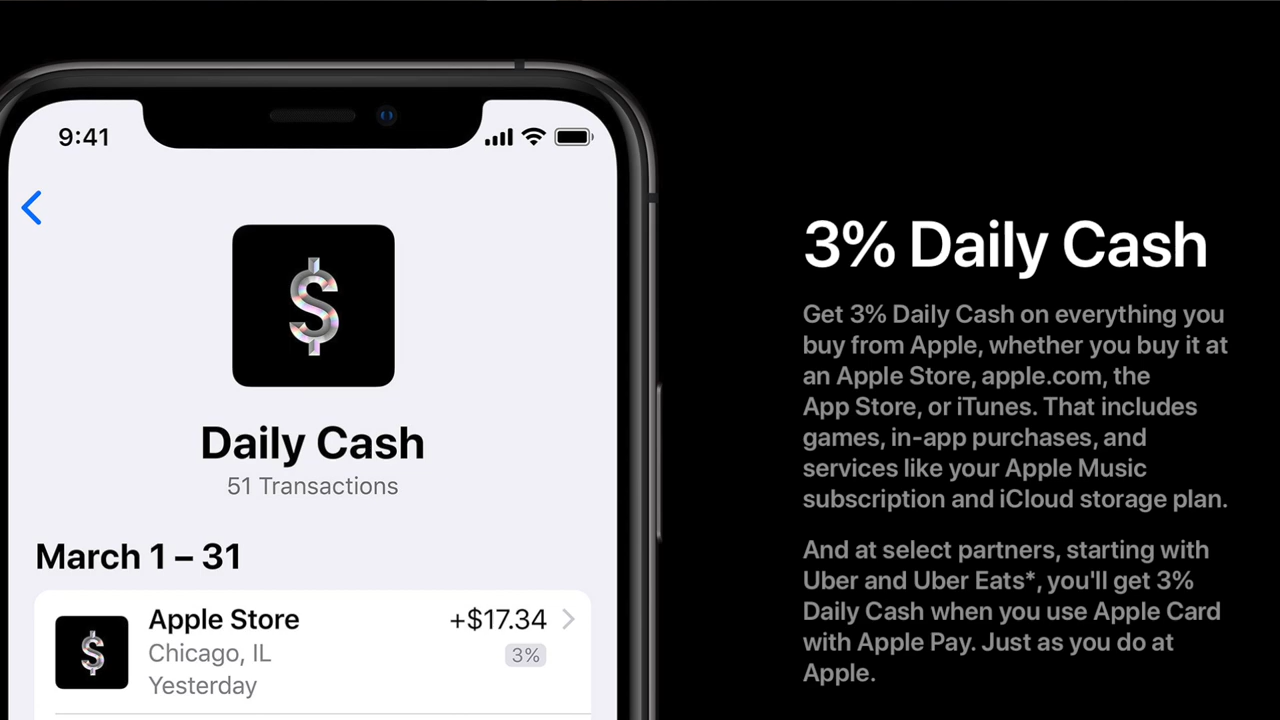 9:41
$
Daily Cash
51 Transactions
March 1 – 31
$
Apple Store
+$17.34
Chicago, IL
3%
Yesterday
3% Daily Cash
Get 3% Daily Cash on everything you
buy from Apple, whether you buy it at
an Apple Store, apple.com, the
App Store, or iTunes. That includes
games, in-app purchases, and
services like your Apple Music
subscription and iCloud storage plan.
And at select partners, starting with
Uber and Uber Eats*, you'll get 3%
Daily Cash when you use Apple Card
with Apple Pay. Just as you do at
Apple.